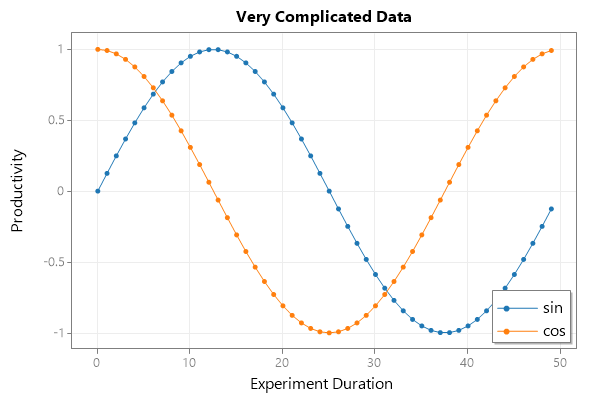 Very Complicated Data
1
0.5
0
-0.5
-1
Productivity
0 10 20 30 40 50
Experiment Duration
sin
cos